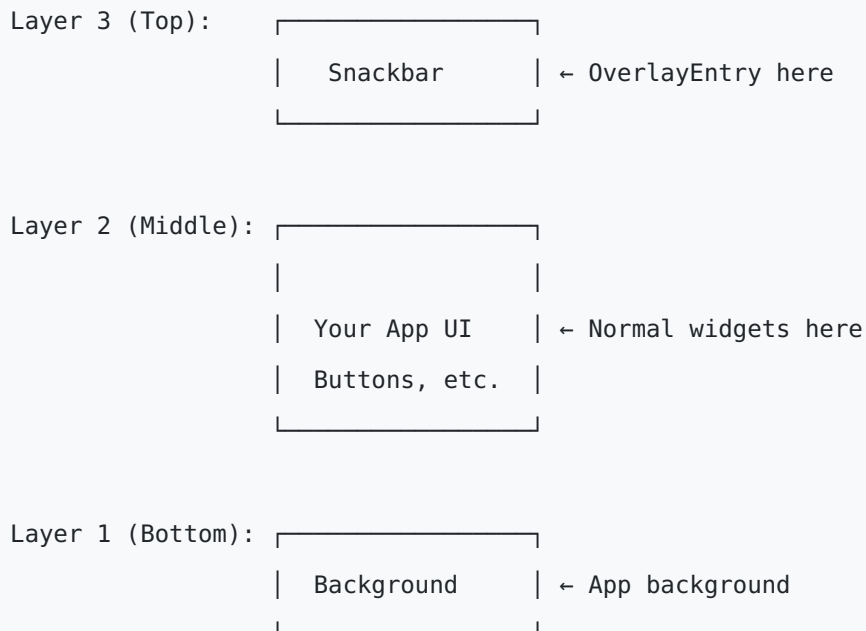 Layer 3 (Top):
Snackbar ← OverlayEntry here
Layer 2 (Middle):
Your App UI ← Normal widgets here
Buttons, etc.
Layer 1 (Bottom):
Background ← App background